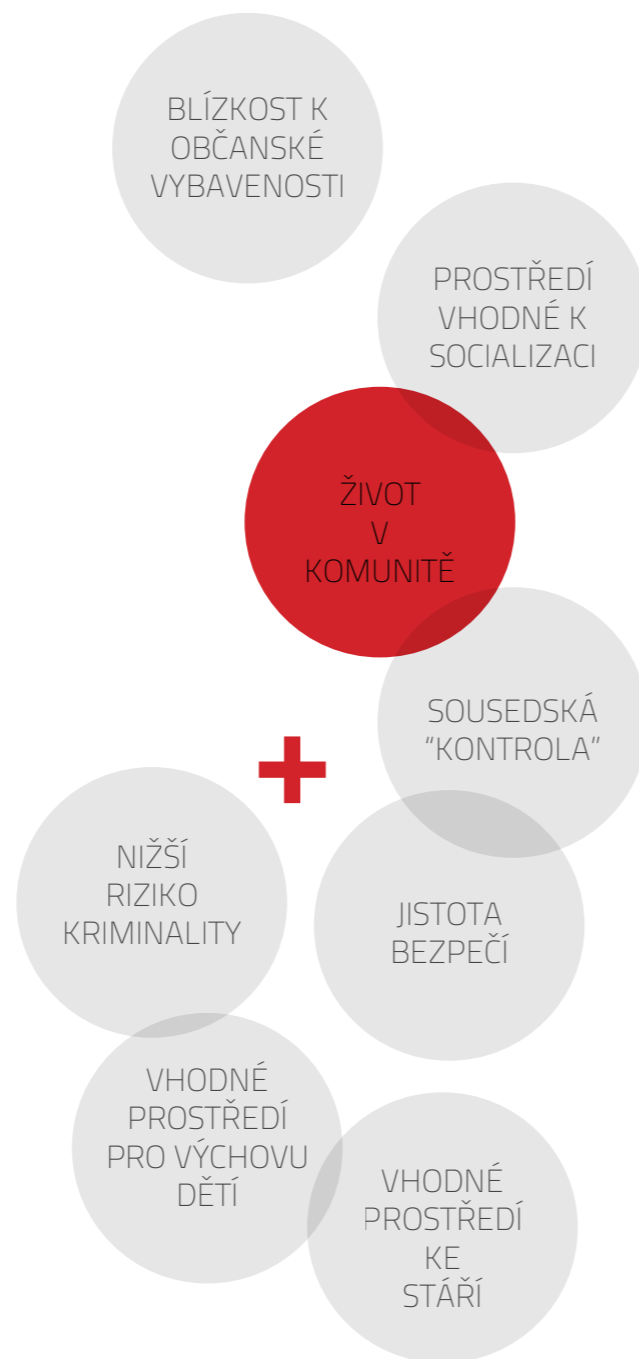 BLÍZKOST K
OBČANSKÉ
VYBAVENOSTI
PROSTŘEDÍ
VHODNÉ K
SOCIALIZACI
ŽIVOT
V
KOMUNITĚ
SOUSEDSKÁ
"KONTROLA"
+
NIŽŠÍ
RIZIKO
KRIMINALITY
JISTOTA
BEZPEČÍ
VHODNÉ
PROSTŘEDÍ
PRO VÝCHOVU
DĚTÍ
VHODNÉ
PROSTŘEDÍ
KE
STÁŘÍ